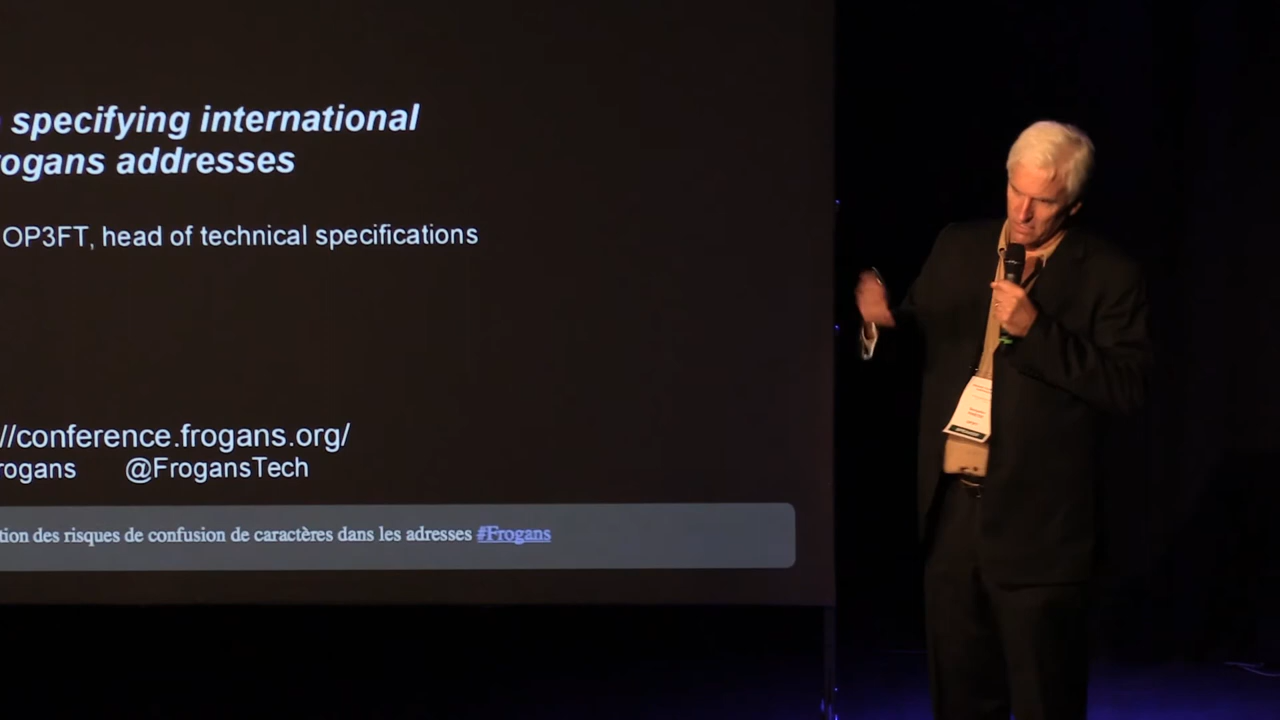 specifying international
rogans addresses
OP3FT, head of technical specifications
//conference.frogans.org/
rogans @FrogansTech
tion des risques de confusion de caractères dans les adresses #Frogans